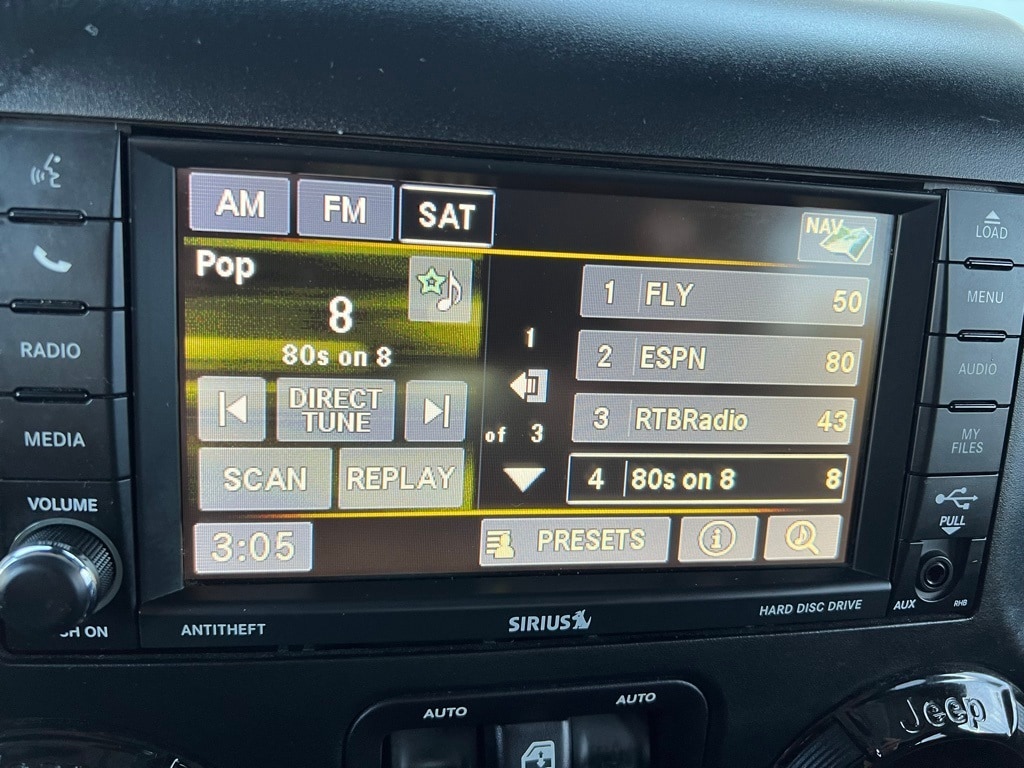 AM FM SAT
NAV
LOAD
MENU
AUDIO
MY
FILES
PULL
AUX RHB
RADIO
MEDIA
VOLUME
SH ON
Pop
8
80s on 8
DIRECT
TUNE
SCAN REPLAY
3:05
1
of 3
1 FLY 50
2 ESPN 80
3 RTBRadio 43
4 80s on 8 8
PRESETS
ANTITHEFT
SIRIUS
HARD DISC DRIVE
AUTO AUTO
Jeep